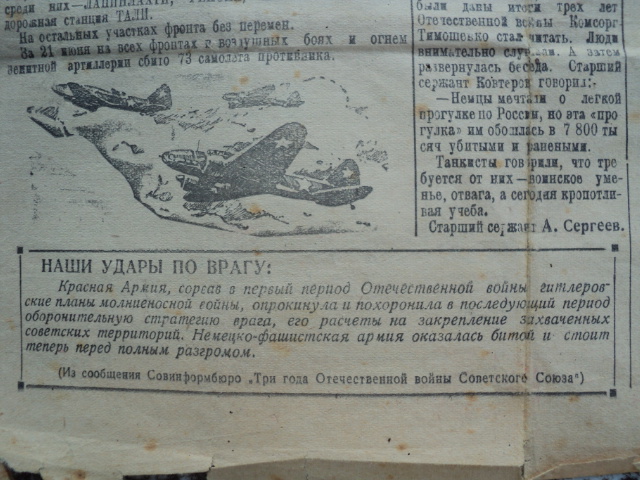 среди них—ЛАПИНЛАХТИ,
дорожная станция ТАЛИ.
На остальных участках фронта без перемен.
За 21 июня на всех фронтах в воздушных боях и огнем
зенитной артиллерии сбито 73 самолета противника.
были даны итоги трех лет
Отечественной войны Комсорг
Тимошенко стал читать. Люди
внимательно слушали. А затем
развернулась беседа. Старший
сержант Коктерев говорил:
—Немцы мечтали о легкой
прогулке по России, но эта «про
гулка» им обошлась в 7 800 ты
сяч убитыми и ранеными.
Танкисты говорили, что тре
буется от них—воинское уме-
нье, отвага, а сегодня кропотли-
вая учеба.
Старший сержант А. Сергеев.
НАШИ УДАРЫ ПО ВРАГУ:
Красная Армия, сорвав в первый период Отечественной войны гитлеров-
ские планы молниеносной войны, опрокинула и похоронила в последующий период
оборонительную стратегию врага, его расчеты на закрепление захваченных
советских территорий. Немецко-фашистская армия оказалась битой и стоит
теперь перед полным разгромом.
(Из сообщения Совинформбюро „Три года Отечественной войны Советского Союза“)